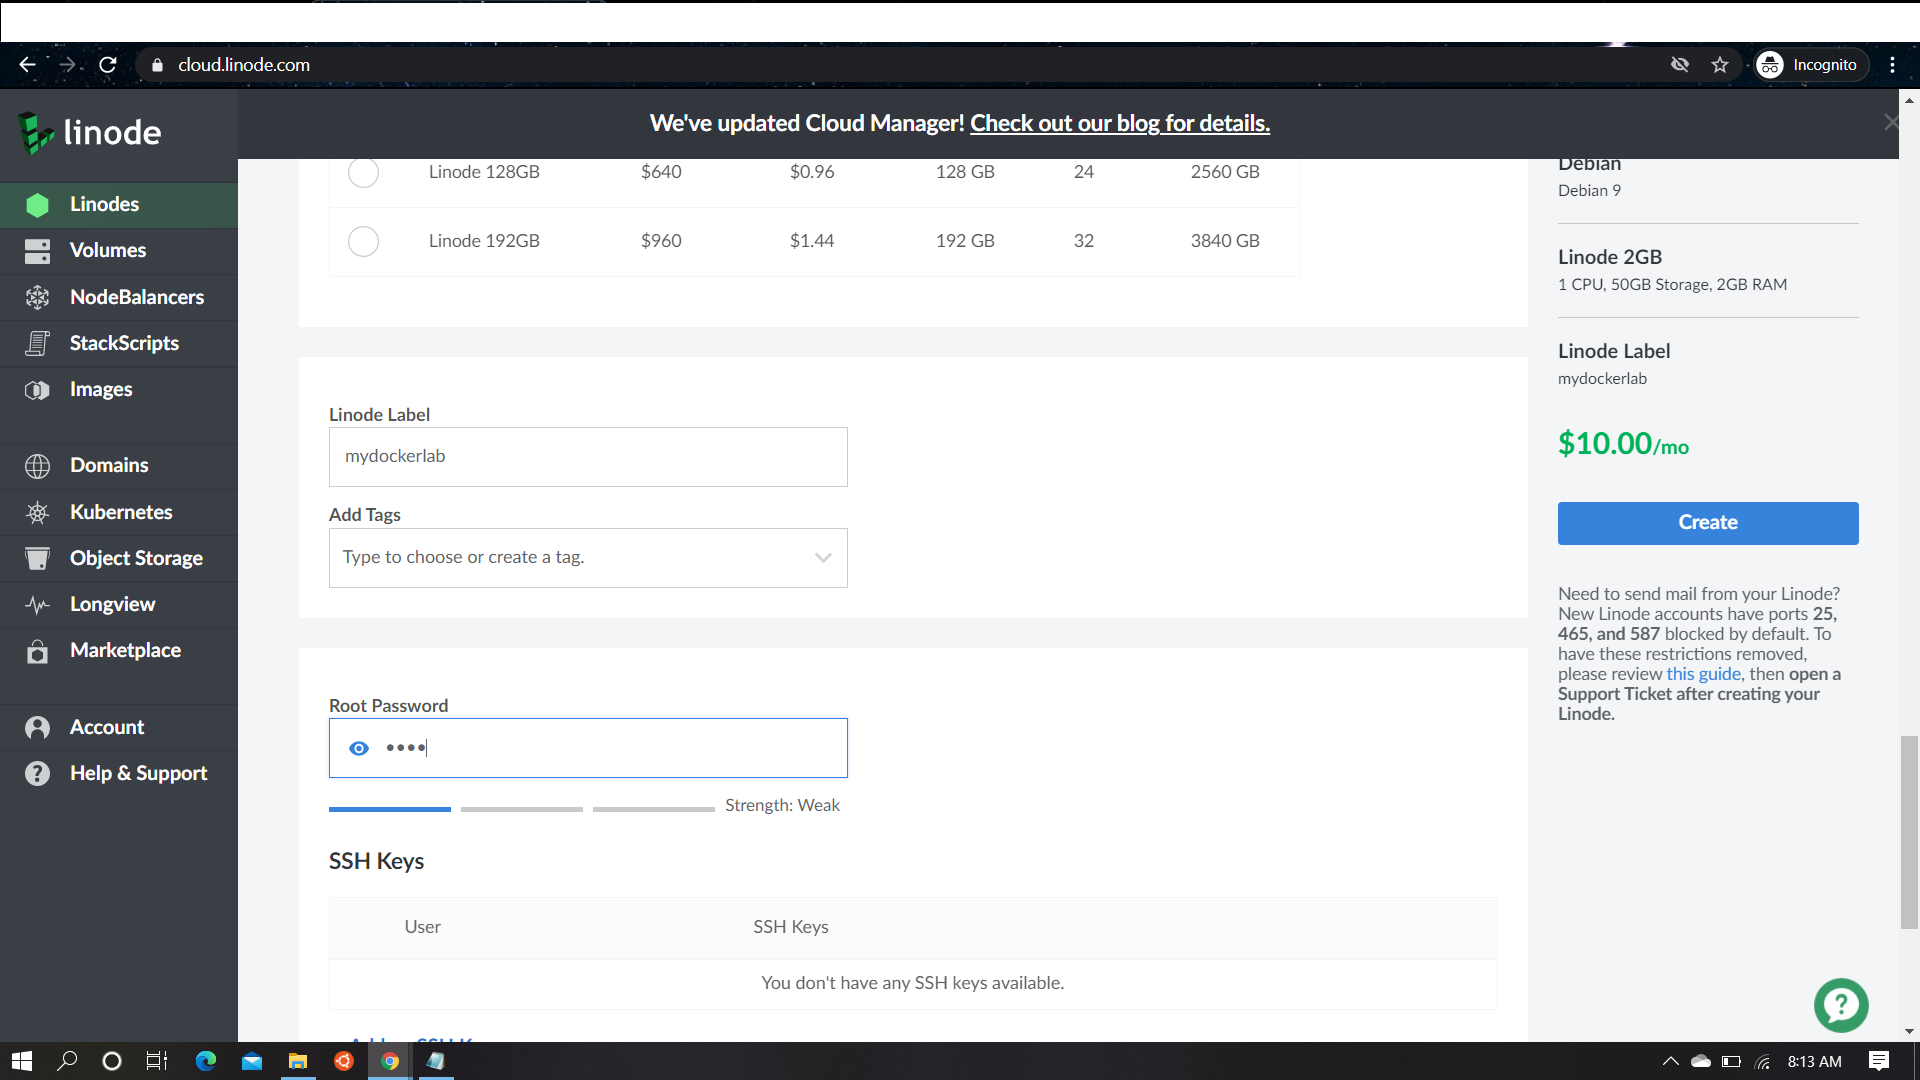 cloud.linode.com
Incognito
linode
We've updated Cloud Manager! Check out our blog for details.
Linodes
Volumes
NodeBalancers
StackScripts
Images
Domains
Kubernetes
Object Storage
Longview
Marketplace
Account
Help & Support
Linode 128GB $640 $0.96 128 GB 24 2560 GB
Linode 192GB $960 $1.44 192 GB 32 3840 GB
Linode Label
mydockerlab
Add Tags
Type to choose or create a tag.
Root Password
••••
Strength: Weak
SSH Keys
User SSH Keys
You don't have any SSH keys available.
Debian
Debian 9
Linode 2GB
1 CPU, 50GB Storage, 2GB RAM
Linode Label
mydockerlab
$10.00/mo
Create
Need to send mail from your Linode?
New Linode accounts have ports 25,
465, and 587 blocked by default. To
have these restrictions removed,
please review this guide, then open a
Support Ticket after creating your
Linode.
8:13 AM